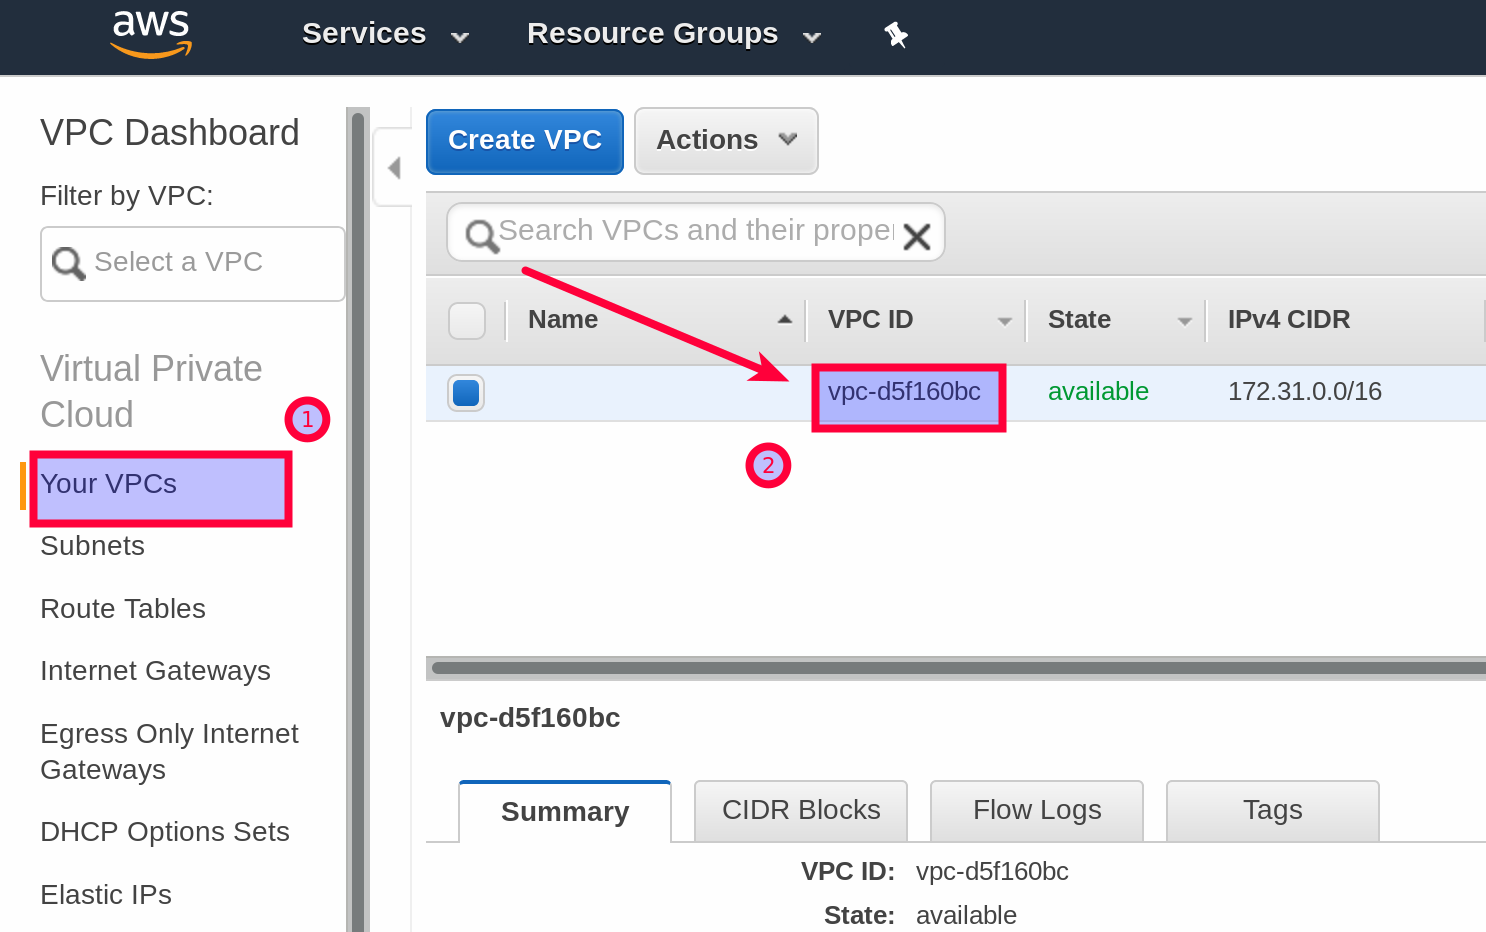 aws
Services
Resource Groups
VPC Dashboard
Filter by VPC:
Select a VPC
Virtual Private
Cloud
1
Your VPCs
Subnets
Route Tables
Internet Gateways
Egress Only Internet
Gateways
DHCP Options Sets
Elastic IPs
Create VPC
Actions
Search VPCs and their proper
Name
VPC ID
State
IPv4 CIDR
vpc-d5f160bc
available
172.31.0.0/16
2
vpc-d5f160bc
Summary
CIDR Blocks
Flow Logs
Tags
VPC ID: vpc-d5f160bc
State: available